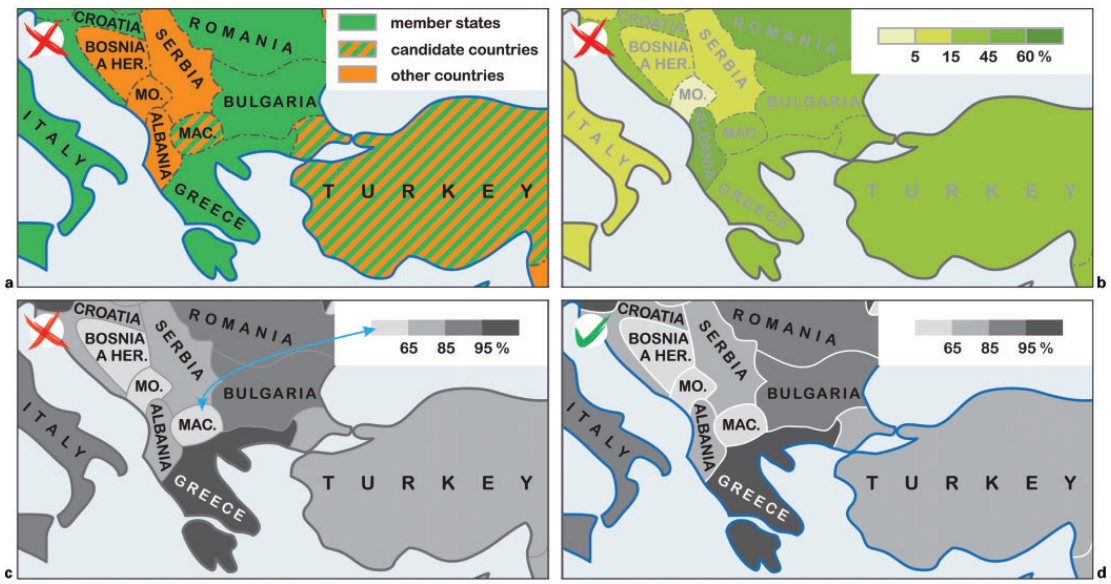 CROATIA
ROMANIA
BOSNIA
A HER.
SERBIA
MO.
BULGARIA
ITALY
ALBANIA
MAC.
GREECE
TURKEY
member states
candidate countries
other countries
a
CROATIA
ROMANIA
BOSNIA
A HER.
SERBIA
MO.
BULGARIA
ITALY
ALBANIA
MAC.
GREECE
TURKEY
5 15 45 60 %
b
CROATIA
ROMANIA
BOSNIA
A HER.
SERBIA
MO.
BULGARIA
ITALY
ALBANIA
MAC.
GREECE
TURKEY
65 85 95 %
c
CROATIA
ROMANIA
BOSNIA
A HER.
SERBIA
MO.
BULGARIA
ITALY
ALBANIA
MAC.
GREECE
TURKEY
65 85 95 %
d